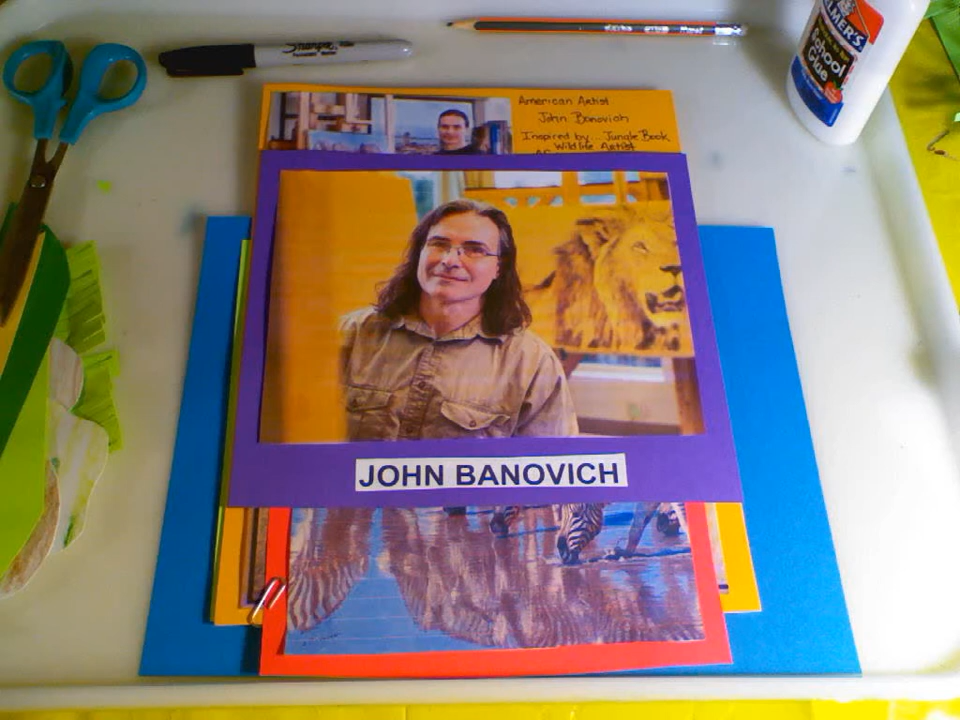 Sharpie
ELMER'S
School
Glue
American Artist
John Banovich
Inspired by... Jungle Book
Wildlife Artist
JOHN BANOVICH